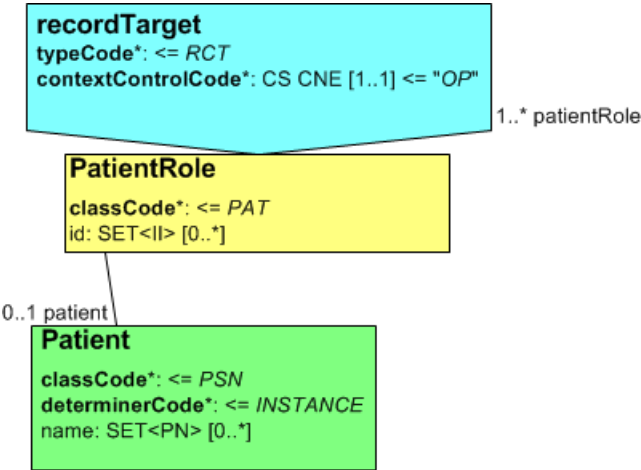 recordTarget
typeCode*: <= RCT
contextControlCode*: CS CNE [1..1] <= "OP"
1..* patientRole
PatientRole
classCode*: <= PAT
id: SET<II> [0..*]
0..1 patient
Patient
classCode*: <= PSN
determinerCode*: <= INSTANCE
name: SET<PN> [0..*]